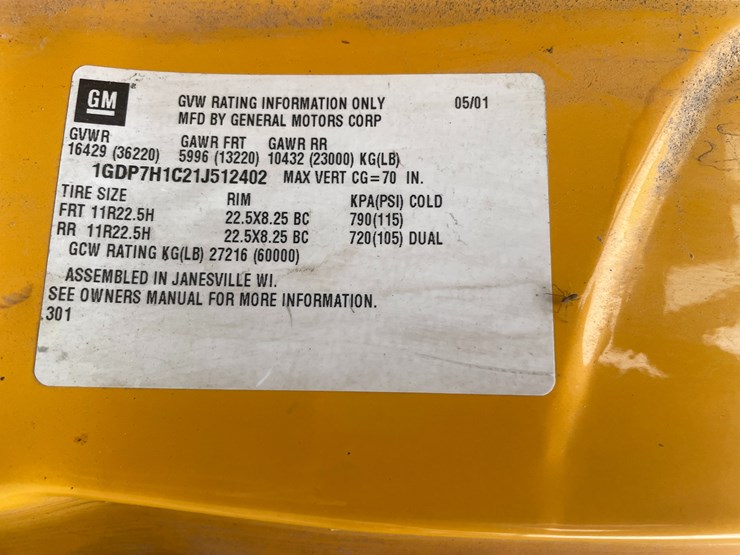 GM
GVW RATING INFORMATION ONLY 05/01
MFD BY GENERAL MOTORS CORP
GVWR GAWR FRT GAWR RR
16429 (36220) 5996 (13220) 10432 (23000) KG(LB)
1GDP7H1C21J512402 MAX VERT CG=70 IN.
TIRE SIZE RIM KPA(PSI) COLD
FRT 11R22.5H 22.5X8.25 BC 790(115)
RR 11R22.5H 22.5X8.25 BC 720(105) DUAL
GCW RATING KG(LB) 27216 (60000)
ASSEMBLED IN JANESVILLE WI.
SEE OWNERS MANUAL FOR MORE INFORMATION.
301